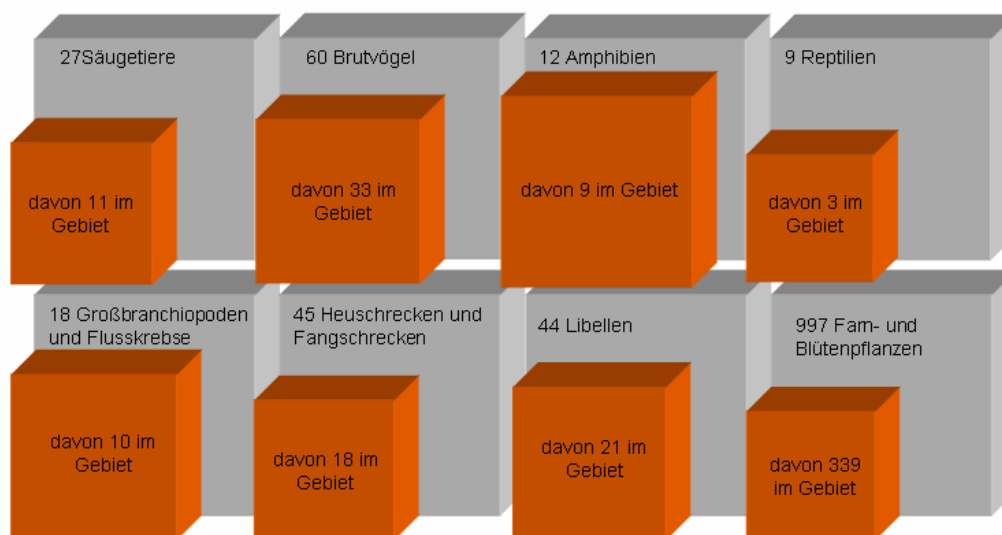 27Säugetiere
60 Brutvögel
12 Amphibien
9 Reptilien
davon 11 im
Gebiet
davon 33 im
Gebiet
davon 9 im Gebiet
davon 3 im
Gebiet
18 Großbranchiopoden
und Flusskrebse
45 Heuschrecken und
Fangschrecken
44 Libellen
997 Farn- und
Blütenpflanzen
davon 10 im
Gebiet
davon 18 im
Gebiet
davon 21 im
Gebiet
davon 339
im Gebiet